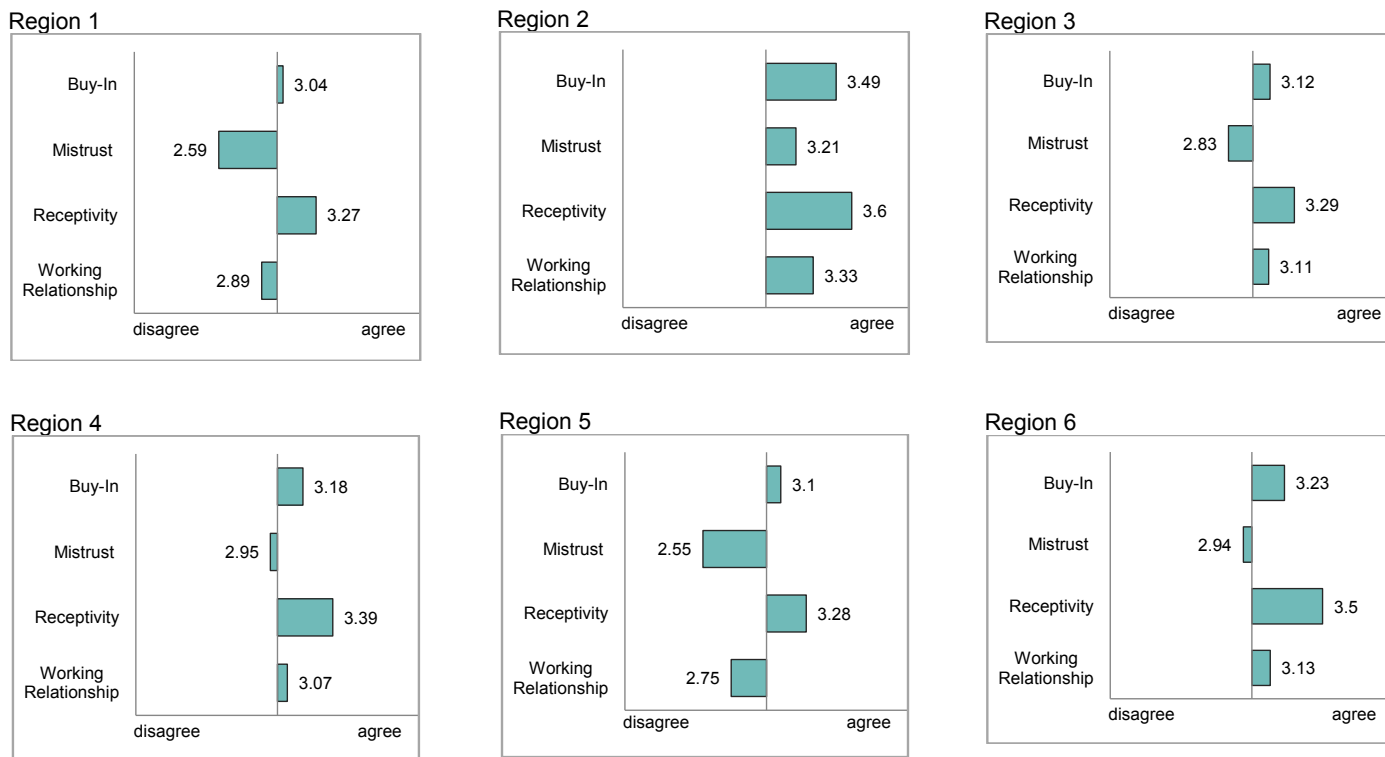 Region 1
Buy-In
3.04
Mistrust
2.59
Receptivity
3.27
Working
Relationship
2.89
disagree
agree
Region 2
Buy-In
3.49
Mistrust
3.21
Receptivity
3.6
Working
Relationship
3.33
disagree
agree
Region 3
Buy-In
3.12
Mistrust
2.83
Receptivity
3.29
Working
Relationship
3.11
disagree
agree
Region 4
Buy-In
3.18
Mistrust
2.95
Receptivity
3.39
Working
Relationship
3.07
disagree
agree
Region 5
Buy-In
3.1
Mistrust
2.55
Receptivity
3.28
Working
Relationship
2.75
disagree
agree
Region 6
Buy-In
3.23
Mistrust
2.94
Receptivity
3.5
Working
Relationship
3.13
disagree
agree